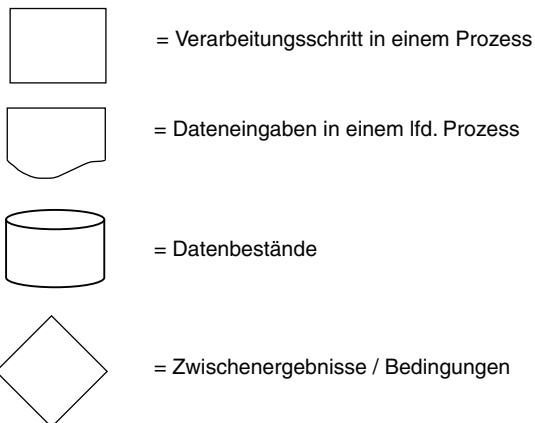 = Verarbeitungsschritt in einem Prozess
= Dateneingaben in einem lfd. Prozess
= Datenbestände
= Zwischenergebnisse / Bedingungen